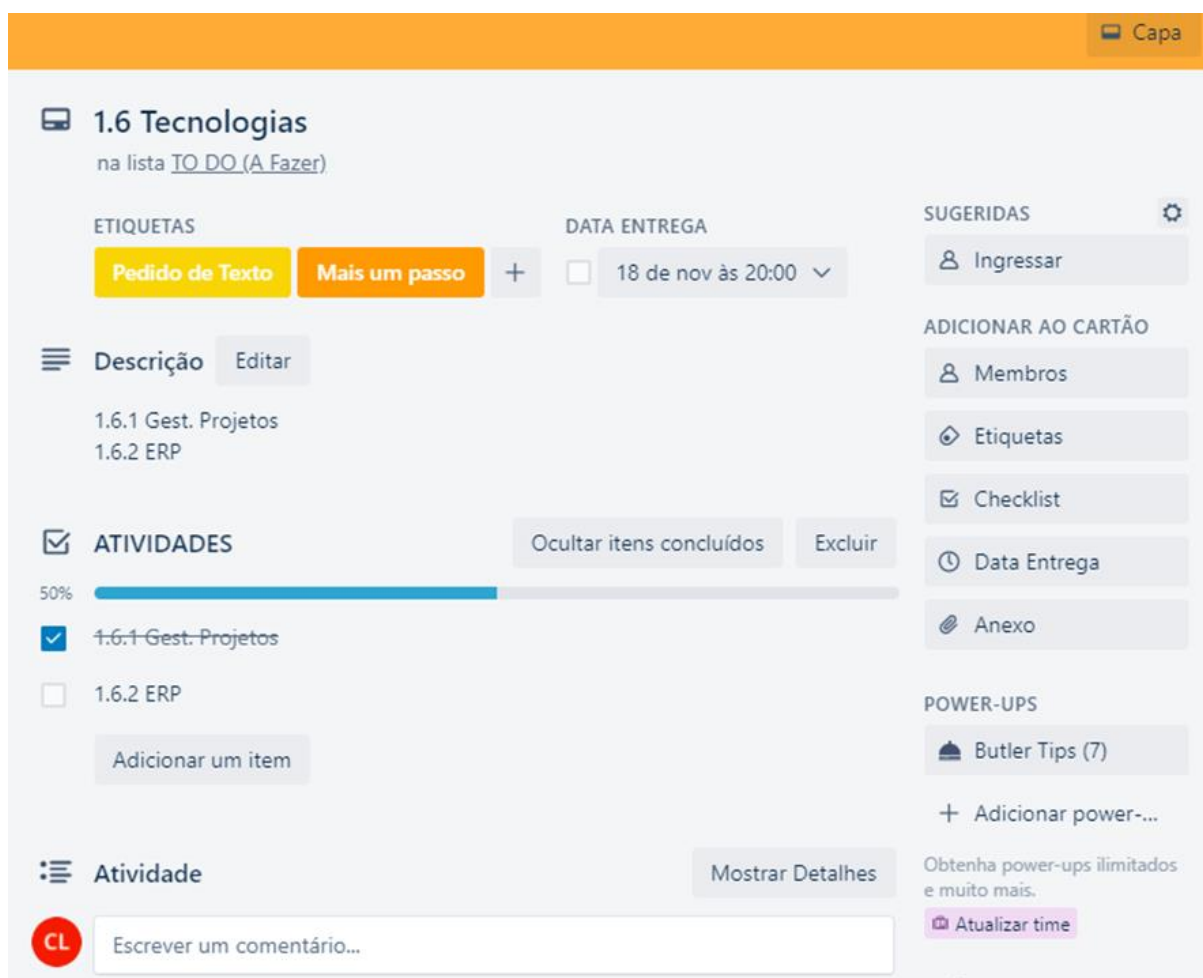 Capa
1.6 Tecnologias
na lista TO DO (A Fazer)
ETIQUETAS
Pedido de Texto
Mais um passo
+
DATA ENTREGA
18 de nov às 20:00
Descrição
Editar
1.6.1 Gest. Projetos
1.6.2 ERP
ATIVIDADES
Ocultar itens concluídos
Excluir
50%
1.6.1 Gest. Projetos
1.6.2 ERP
Adicionar um item
Atividade
Mostrar Detalhes
CL
Escrever um comentário...
SUGERIDAS
Ingressar
ADICIONAR AO CARTÃO
Membros
Etiquetas
Checklist
Data Entrega
Anexo
POWER-UPS
Butler Tips (7)
+ Adicionar power-...
Obtenha power-ups ilimitados
e muito mais.
Atualizar time